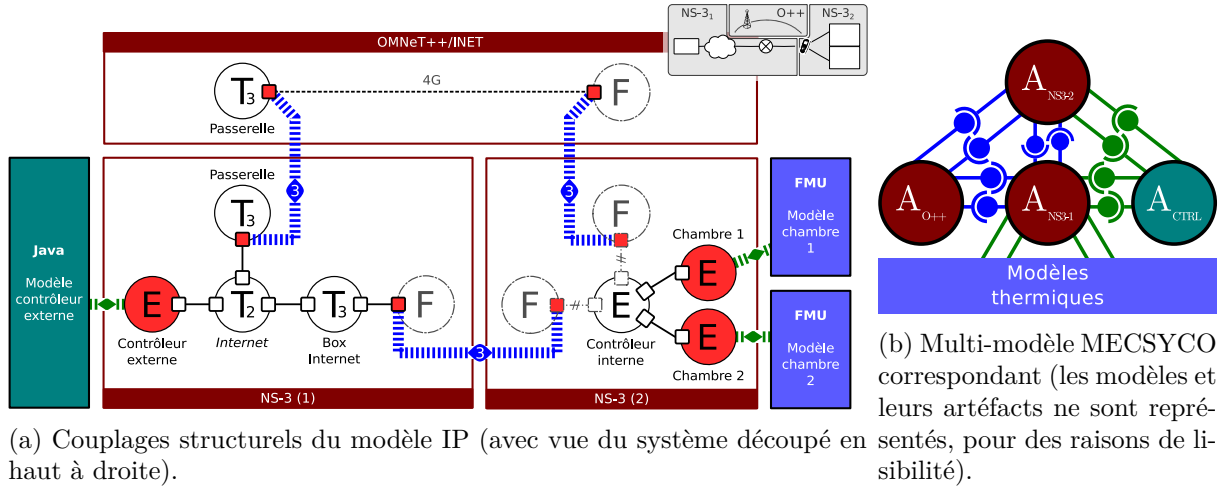 NS-3₁
O++
NS-3₂
OMNeT++/INET
T₃
4G
F
Passerelle
Java
Modèle
contrôleur
externe
Passerelle
T₃
3
E
T₂
T₃
F
Contrôleur
externe
Internet
Box
Internet
3
NS-3 (1)
3
F
F
E
Contrôleur
interne
Chambre 1
E
E
Chambre 2
NS-3 (2)
FMU
Modèle
chambre
1
FMU
Modèle
chambre
2
(a) Couplages structurels du modèle IP (avec vue du système découpé en
haut à droite).
A NS3-2
A O++
A NS3-1
A CTRL
Modèles
thermiques
(b) Multi-modèle MECSYCO
correspondant (les modèles et
leurs artéfacts ne sont repré-
sentés, pour des raisons de li-
sibilité).